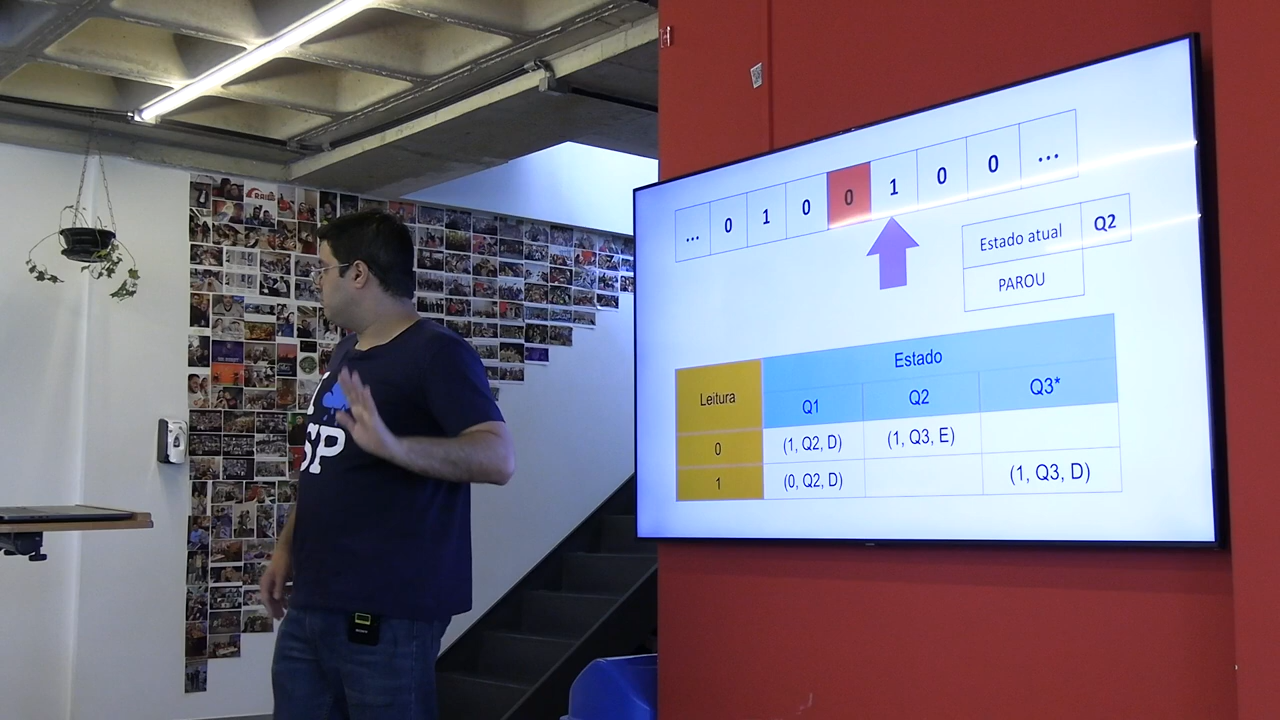 ... 0 1 0 0 1 0 0 ...
Estado atual Q2
PAROU
Leitura Estado
Q1 Q2 Q3*
0 (1, Q2, D) (1, Q3, E)
1 (0, Q2, D) (1, Q3, D)
SP